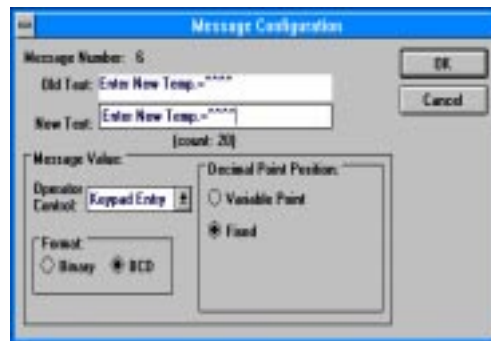 Message Configuration
Message Number: 6
Old Text: Enter New Temp.=^^^^
New Text: Enter New Temp.=^^^^
(count: 20)
OK
Cancel
Message Value:
Operator Control: Keypad Entry
Format:
Binary BCD
Decimal Point Position:
Variable Point
Fixed